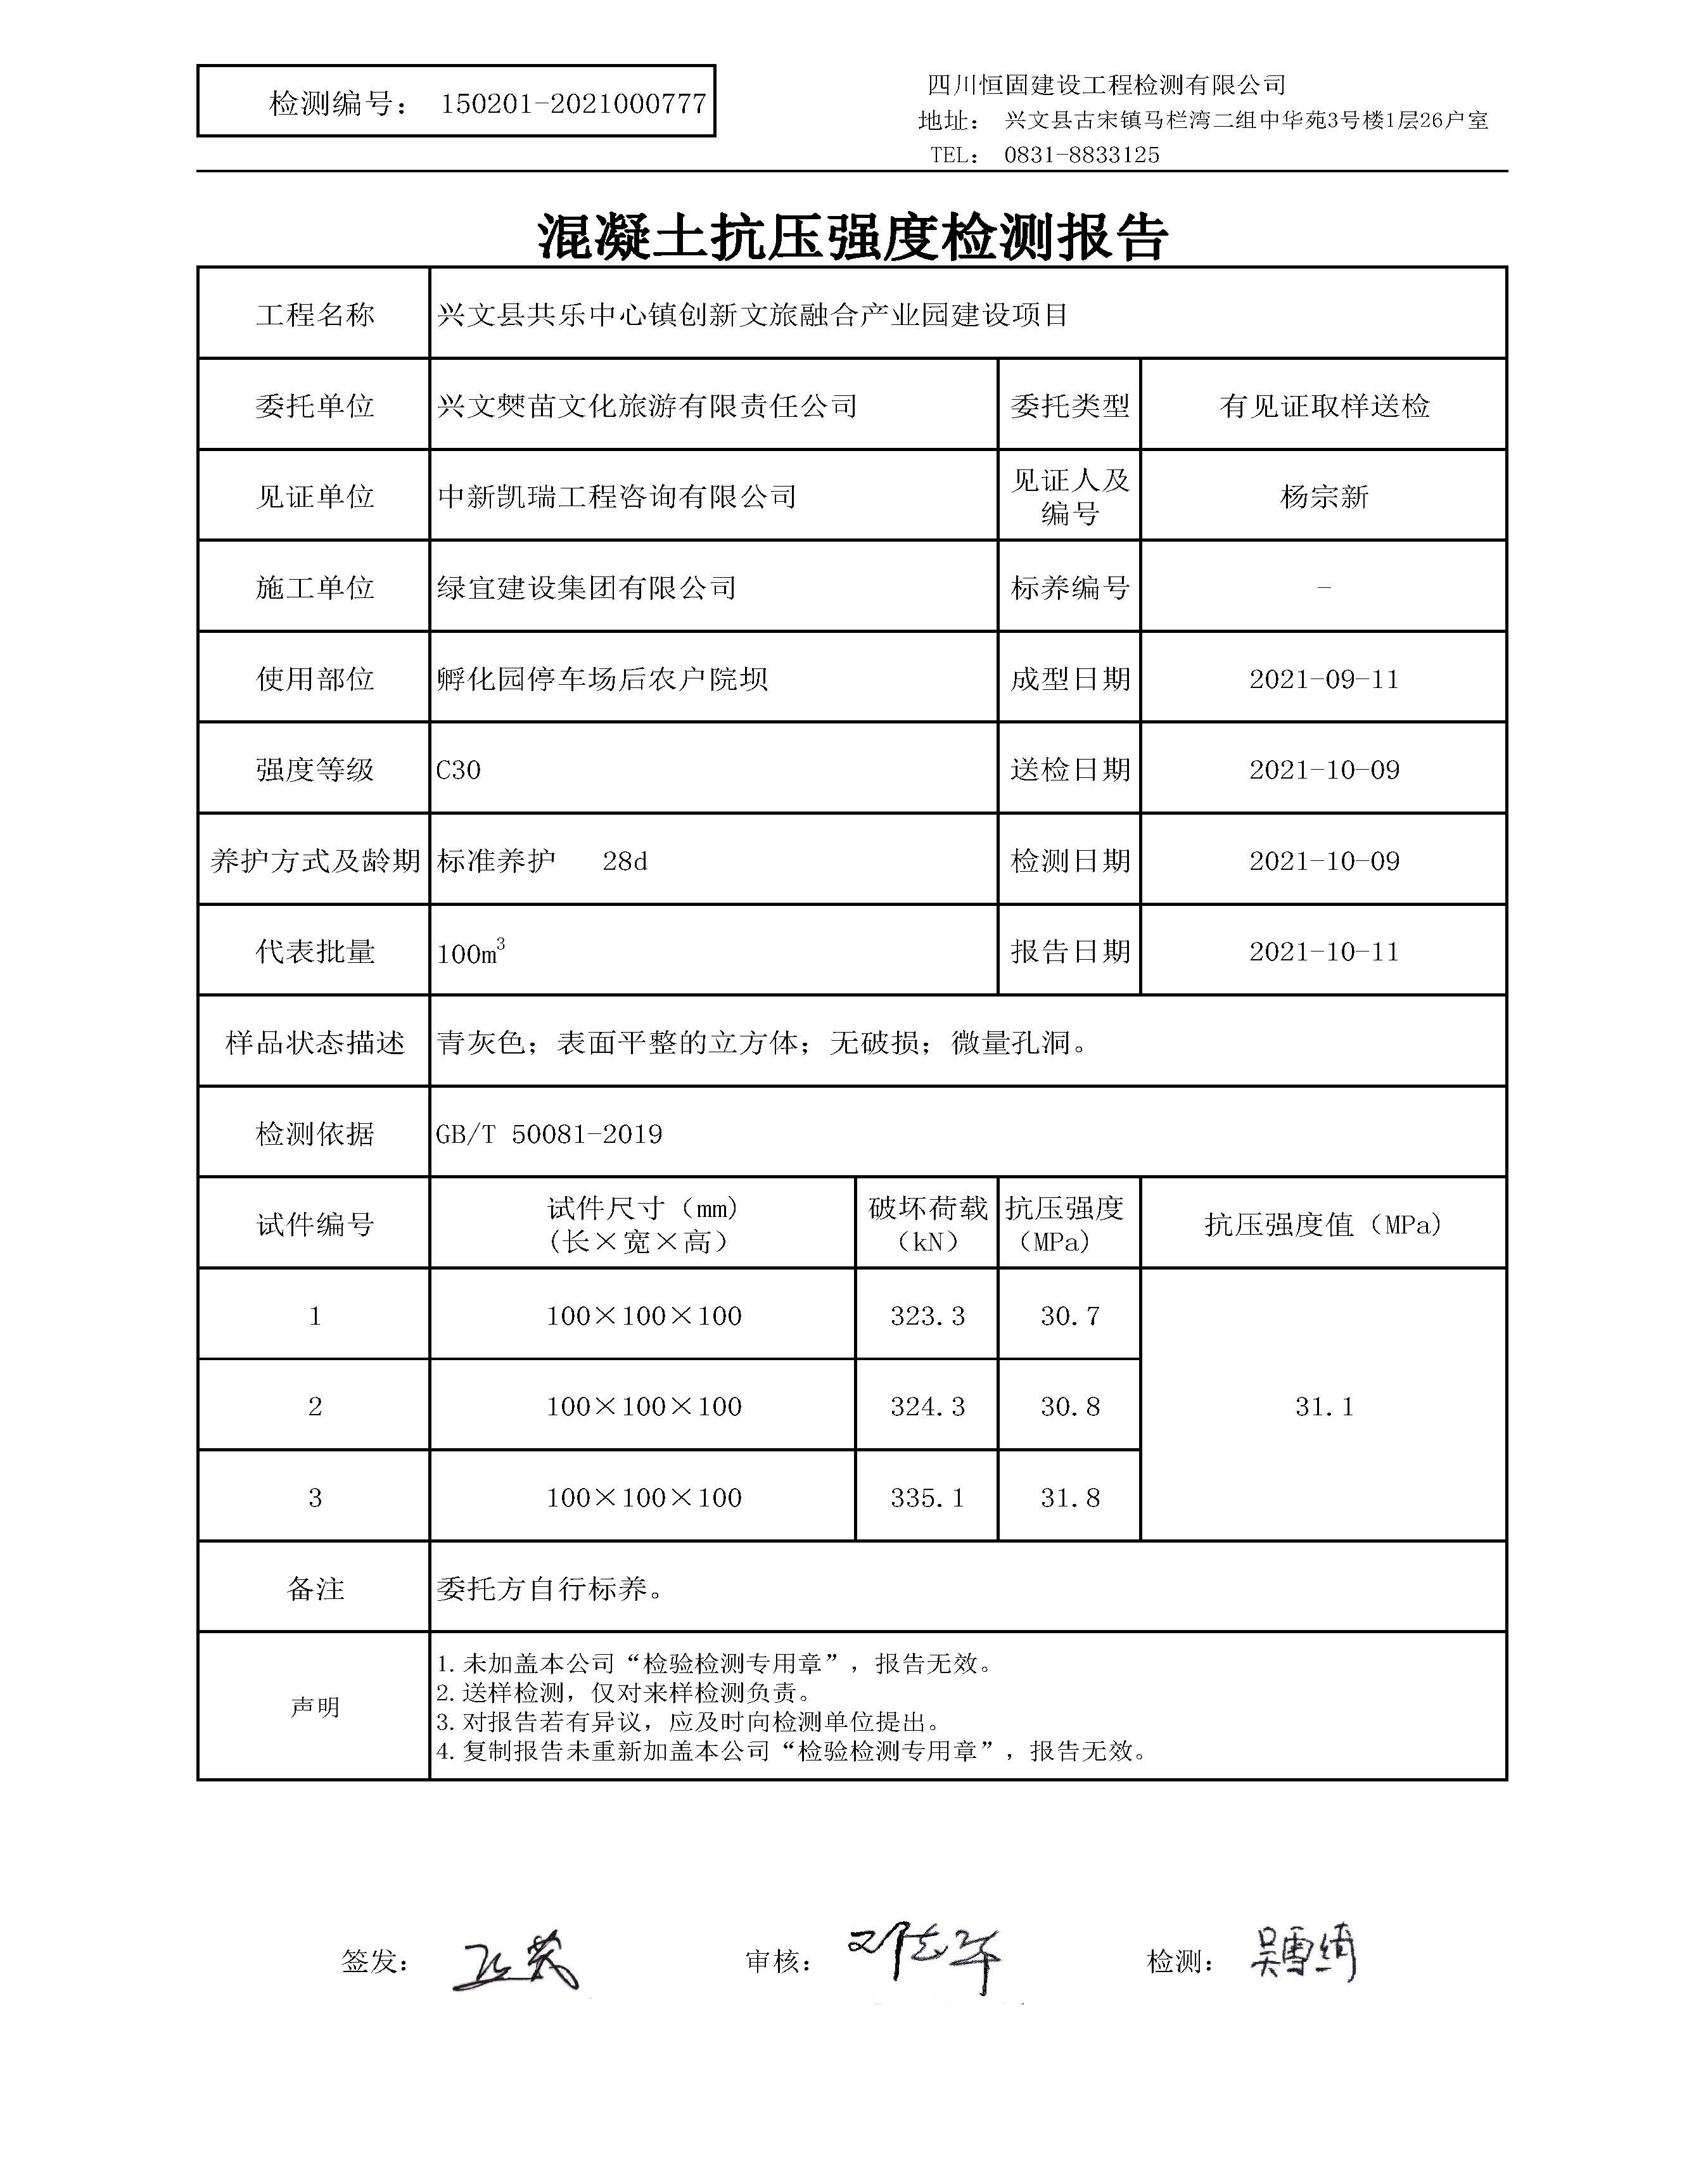 检测编号： 150201-2021000777
四川恒固建设工程检测有限公司
地址： 兴文县古宋镇马栏湾二组中华苑3号楼1层26户室
TEL： 0831-8833125
混凝土抗压强度检测报告
工程名称 兴文县共乐中心镇创新文旅融合产业园建设项目
委托单位 兴文僰苗文化旅游有限责任公司 委托类型 有见证取样送检
见证单位 中新凯瑞工程咨询有限公司 见证人及编号 杨宗新
施工单位 绿宜建设集团有限公司 标养编号 -
使用部位 孵化园停车场后农户院坝 成型日期 2021-09-11
强度等级 C30 送检日期 2021-10-09
养护方式及龄期 标准养护 28d 检测日期 2021-10-09
代表批量 100m³ 报告日期 2021-10-11
样品状态描述 青灰色；表面平整的立方体；无破损；微量孔洞。
检测依据 GB/T 50081-2019
试件编号 试件尺寸（mm）（长×宽×高） 破坏荷载（kN） 抗压强度（MPa） 抗压强度值（MPa）
1 100×100×100 323.3 30.7
2 100×100×100 324.3 30.8 31.1
3 100×100×100 335.1 31.8
备注 委托方自行标养。
声明
1.未加盖本公司“检验检测专用章”，报告无效。
2.送样检测，仅对来样检测负责。
3.对报告若有异议，应及时向检测单位提出。
4.复制报告未重新加盖本公司“检验检测专用章”，报告无效。
签发： 审核： 检测： 吴雪绮